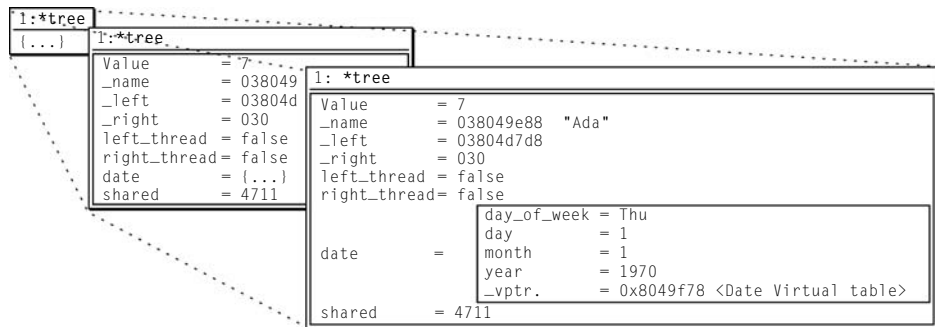 1:*tree
{...}
1:*tree
Value = 7
_name = 038049
_left = 03804d
_right = 030
left_thread = false
right_thread = false
date = {...}
shared = 4711
1: *tree
Value = 7
_name = 038049e88 "Ada"
_left = 03804d7d8
_right = 030
left_thread = false
right_thread= false
date =
day_of_week = Thu
day = 1
month = 1
year = 1970
_vptr. = 0x8049f78 <Date Virtual table>
shared = 4711